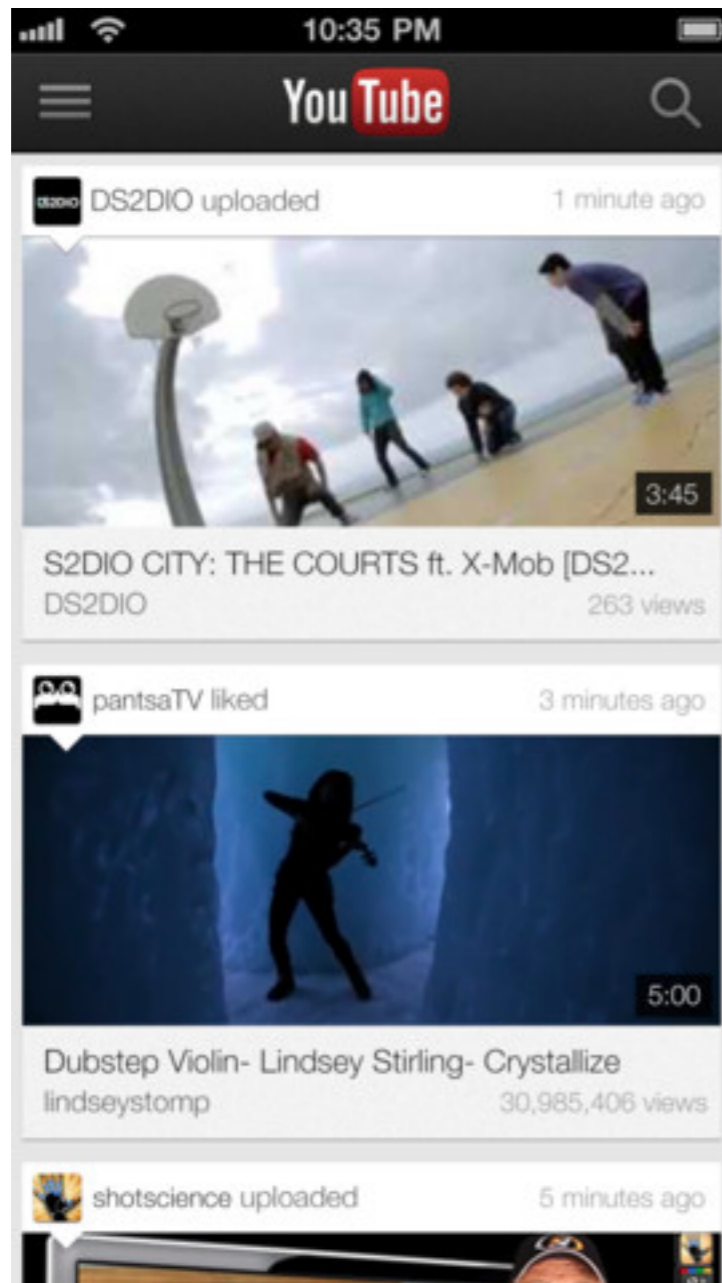 10:35 PM
YouTube
DS2DIO uploaded 1 minute ago
3:45
S2DIO CITY: THE COURTS ft. X-Mob [DS2...
DS2DIO 263 views
pantsaTV liked 3 minutes ago
5:00
Dubstep Violin- Lindsey Stirling- Crystallize
lindseystomp 30,985,406 views
shotscience uploaded 5 minutes ago